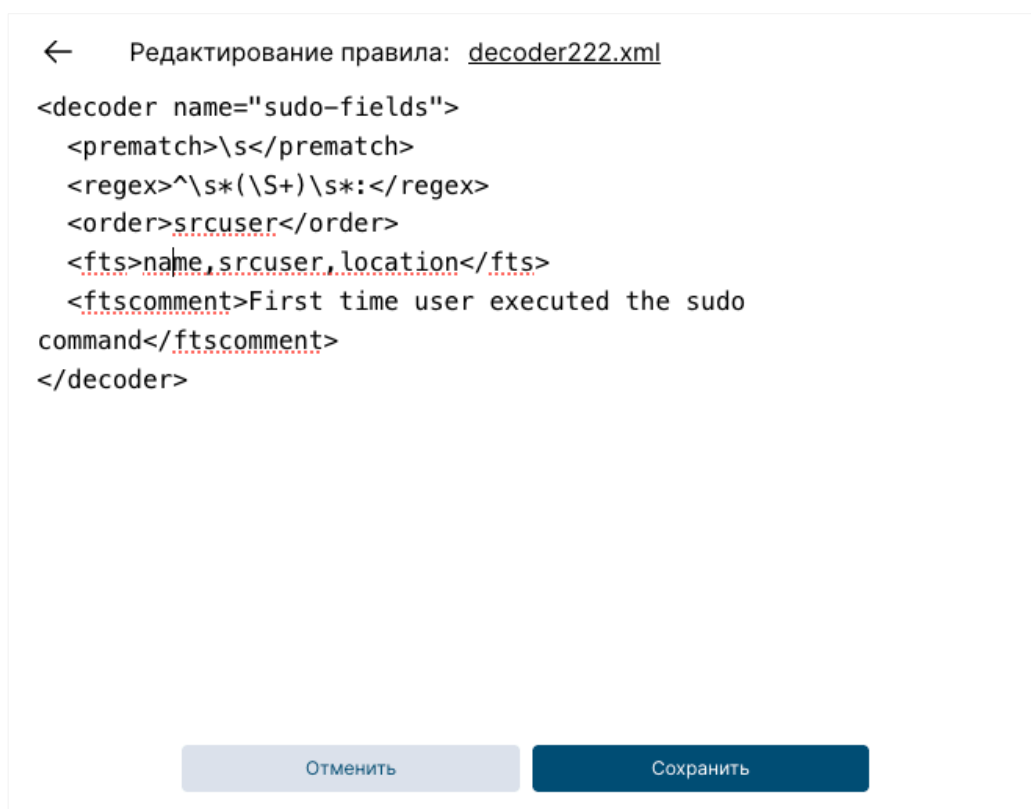 ← Редактирование правила: decoder222.xml
<decoder name="sudo-fields">
  <prematch>\s</prematch>
  <regex>^\s*(\S+)\s*:</regex>
  <order>srcuser</order>
  <fts>name,srcuser,location</fts>
  <ftscomment>First time user executed the sudo
command</ftscomment>
</decoder>
Отменить Сохранить